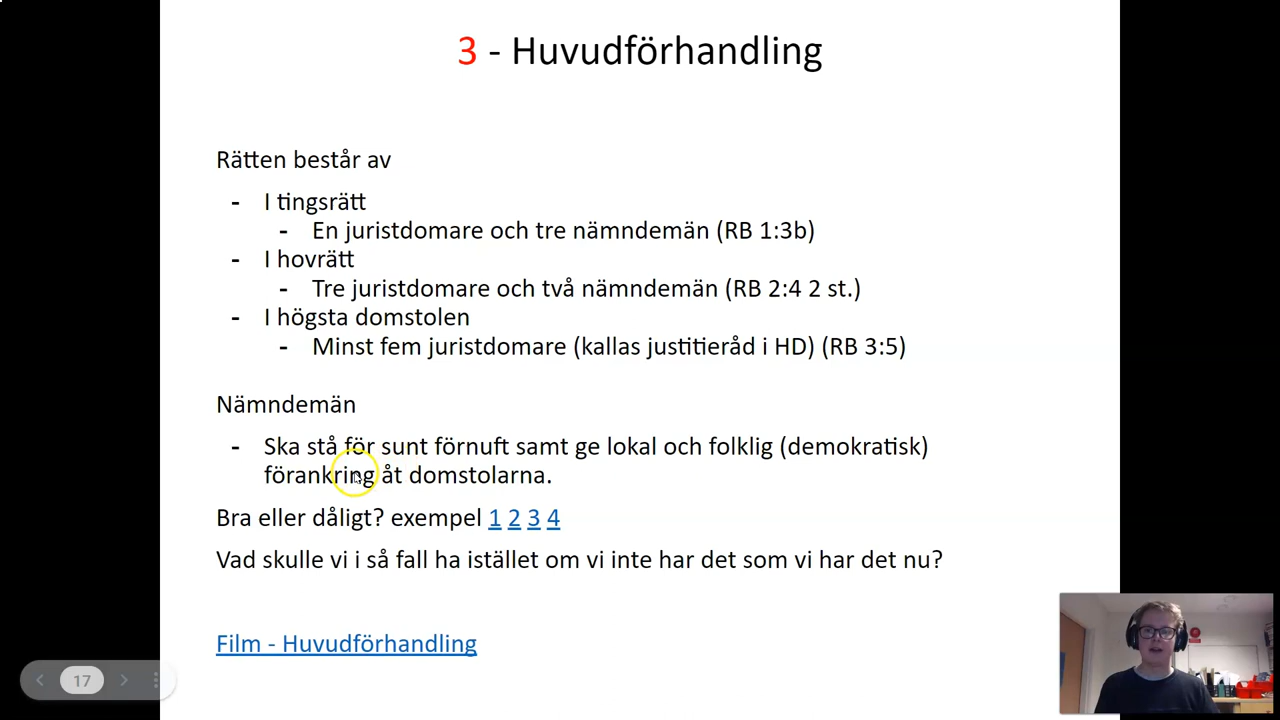 3 - Huvudförhandling
Rätten består av
- I tingsrätt
- En juristdomare och tre nämndemän (RB 1:3b)
- I hovrätt
- Tre juristdomare och två nämndemän (RB 2:4 2 st.)
- I högsta domstolen
- Minst fem juristdomare (kallas justitieråd i HD) (RB 3:5)
Nämndemän
- Ska stå för sunt förnuft samt ge lokal och folklig (demokratisk)
förankring åt domstolarna.
Bra eller dåligt? exempel 1 2 3 4
Vad skulle vi i så fall ha istället om vi inte har det som vi har det nu?
Film - Huvudförhandling
17